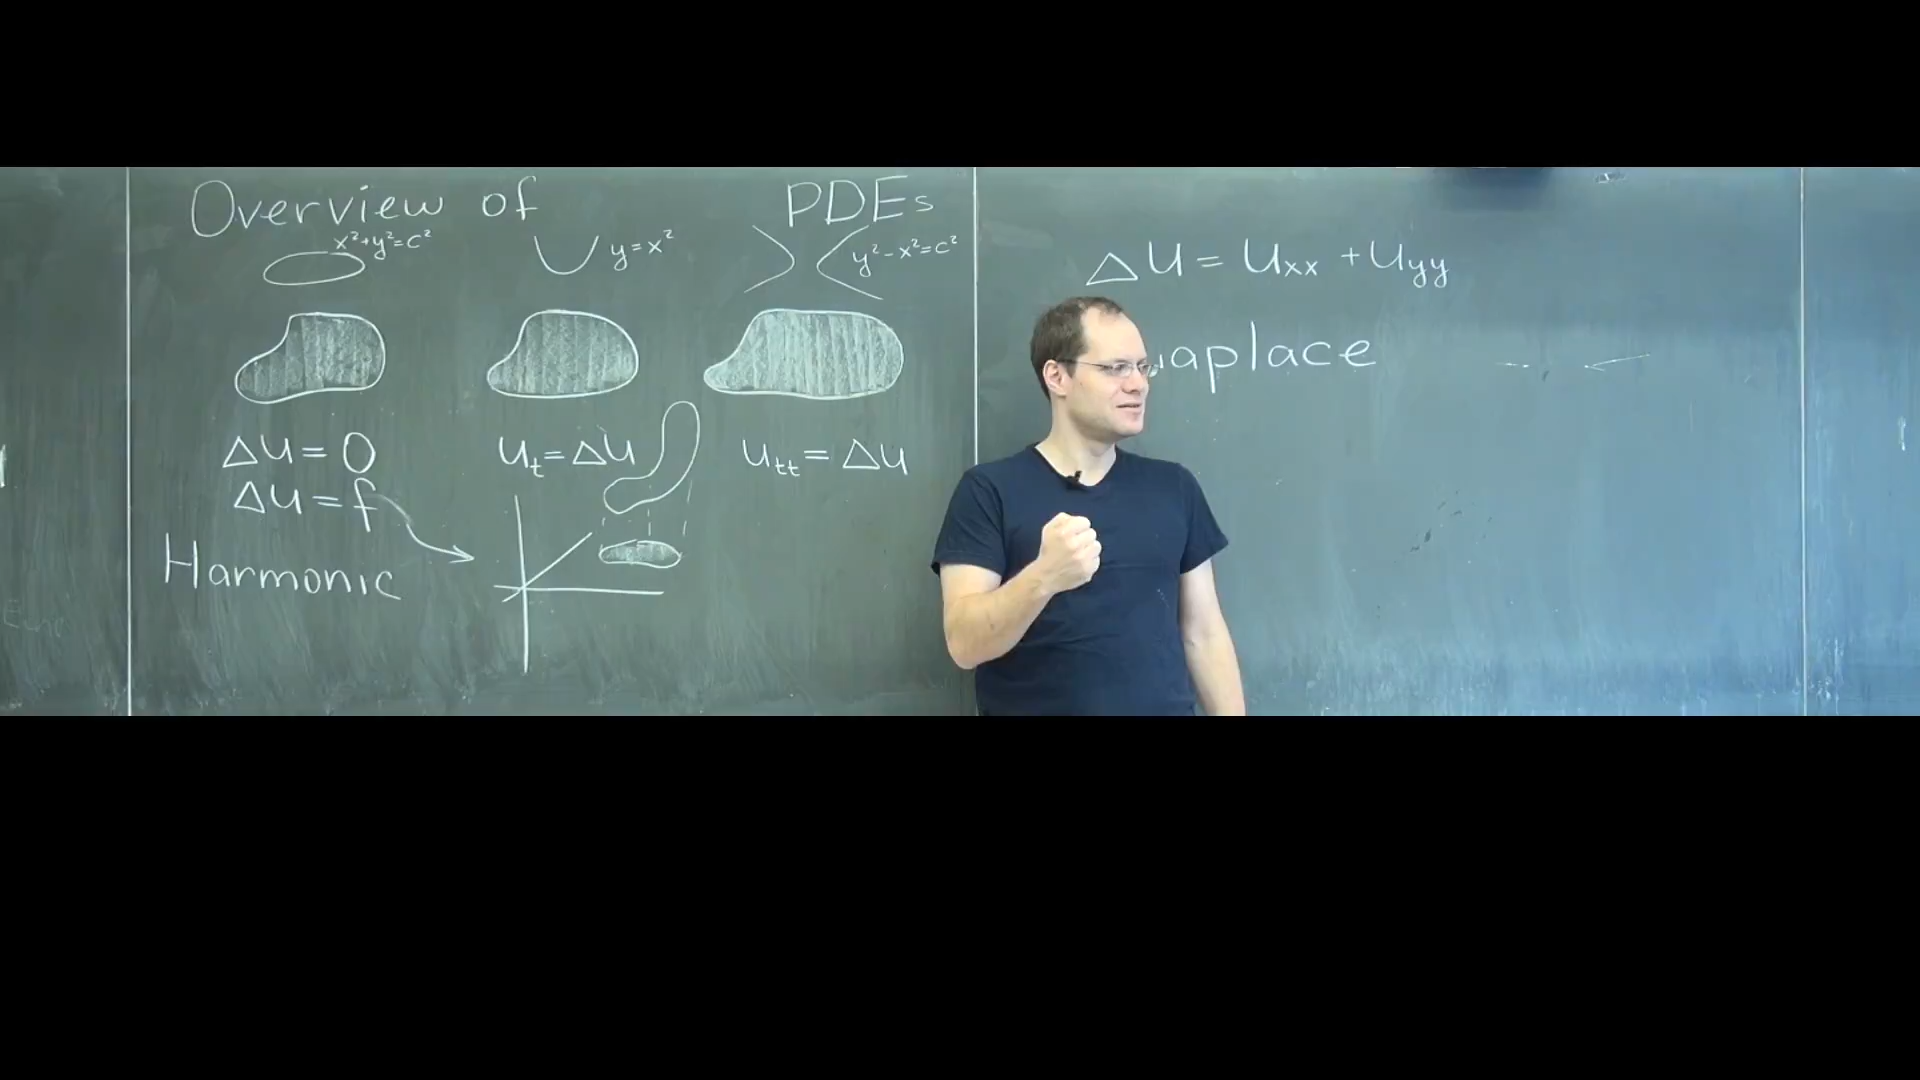 Overview of PDEs
x²+y²=c²
y=x²
y²-x²=c²
Δu=0
Δu=f
Harmonic
u_t=Δu
u_tt=Δu
Δu=u_xx+u_yy
aplace